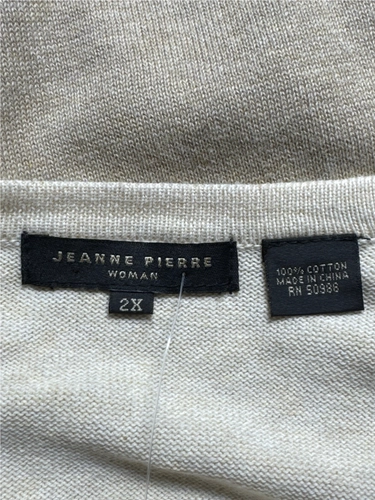 JEANNE PIERRE
WOMAN
2X
100% COTTON
MADE IN CHINA
RN 50988